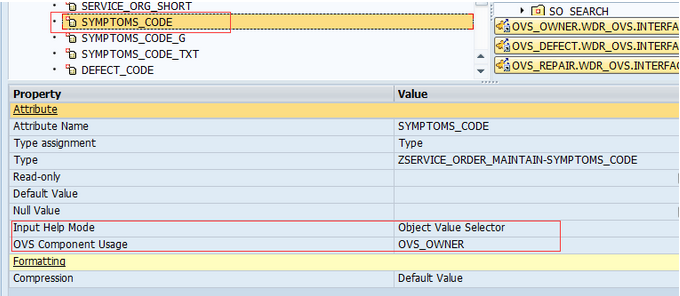 SERVICE_ORG_SHORT
SYMPTOMS_CODE
SYMPTOMS_CODE_G
SYMPTOMS_CODE_TXT
DEFECT_CODE
SO_SEARCH
OVS_OWNER.WDR_OVS.INTERFA
OVS_DEFECT.WDR_OVS.INTERFA
OVS_REPAIR.WDR_OVS.INTERFAC
Property Value
Attribute
Attribute Name SYMPTOMS_CODE
Type assignment Type
Type ZSERVICE_ORDER_MAINTAIN-SYMPTOMS_CODE
Read-only
Default Value
Null Value
Input Help Mode Object Value Selector
OVS Component Usage OVS_OWNER
Formatting
Compression Default Value